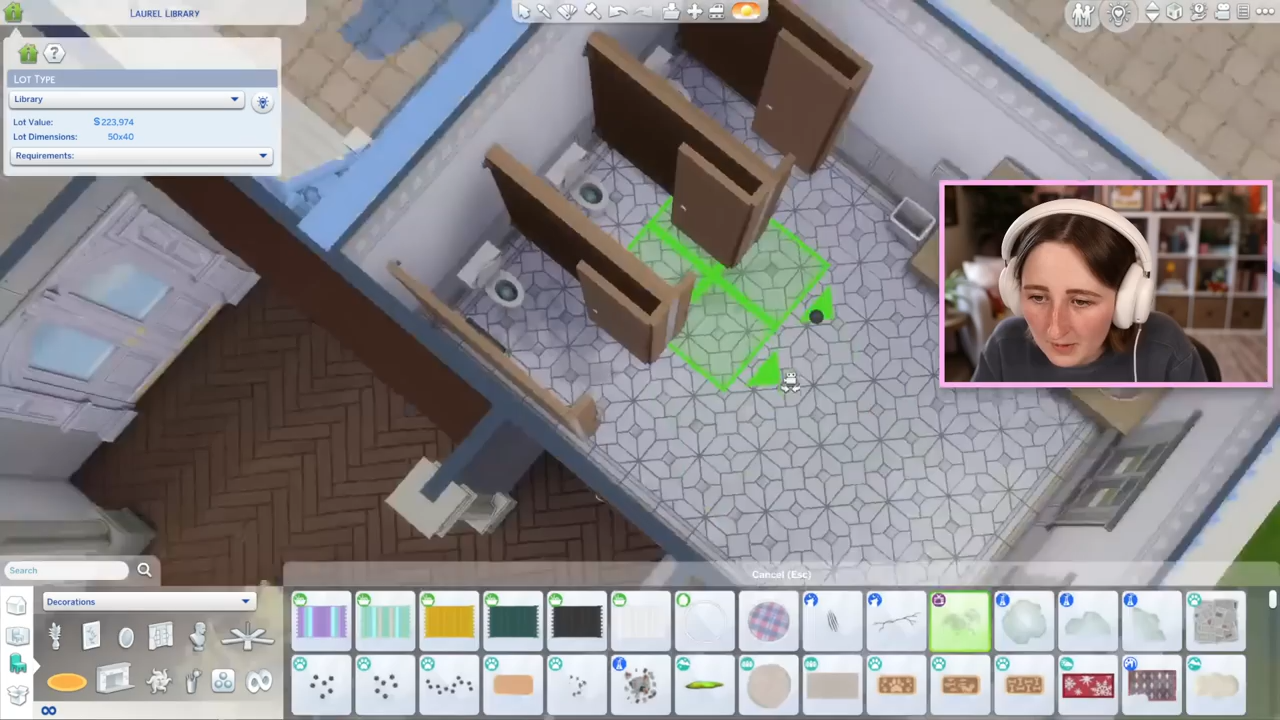 LAUREL LIBRARY
LOT TYPE
Library
Lot Value: §223,974
Lot Dimensions: 50x40
Requirements:
Cancel (Esc)
Search
Decorations